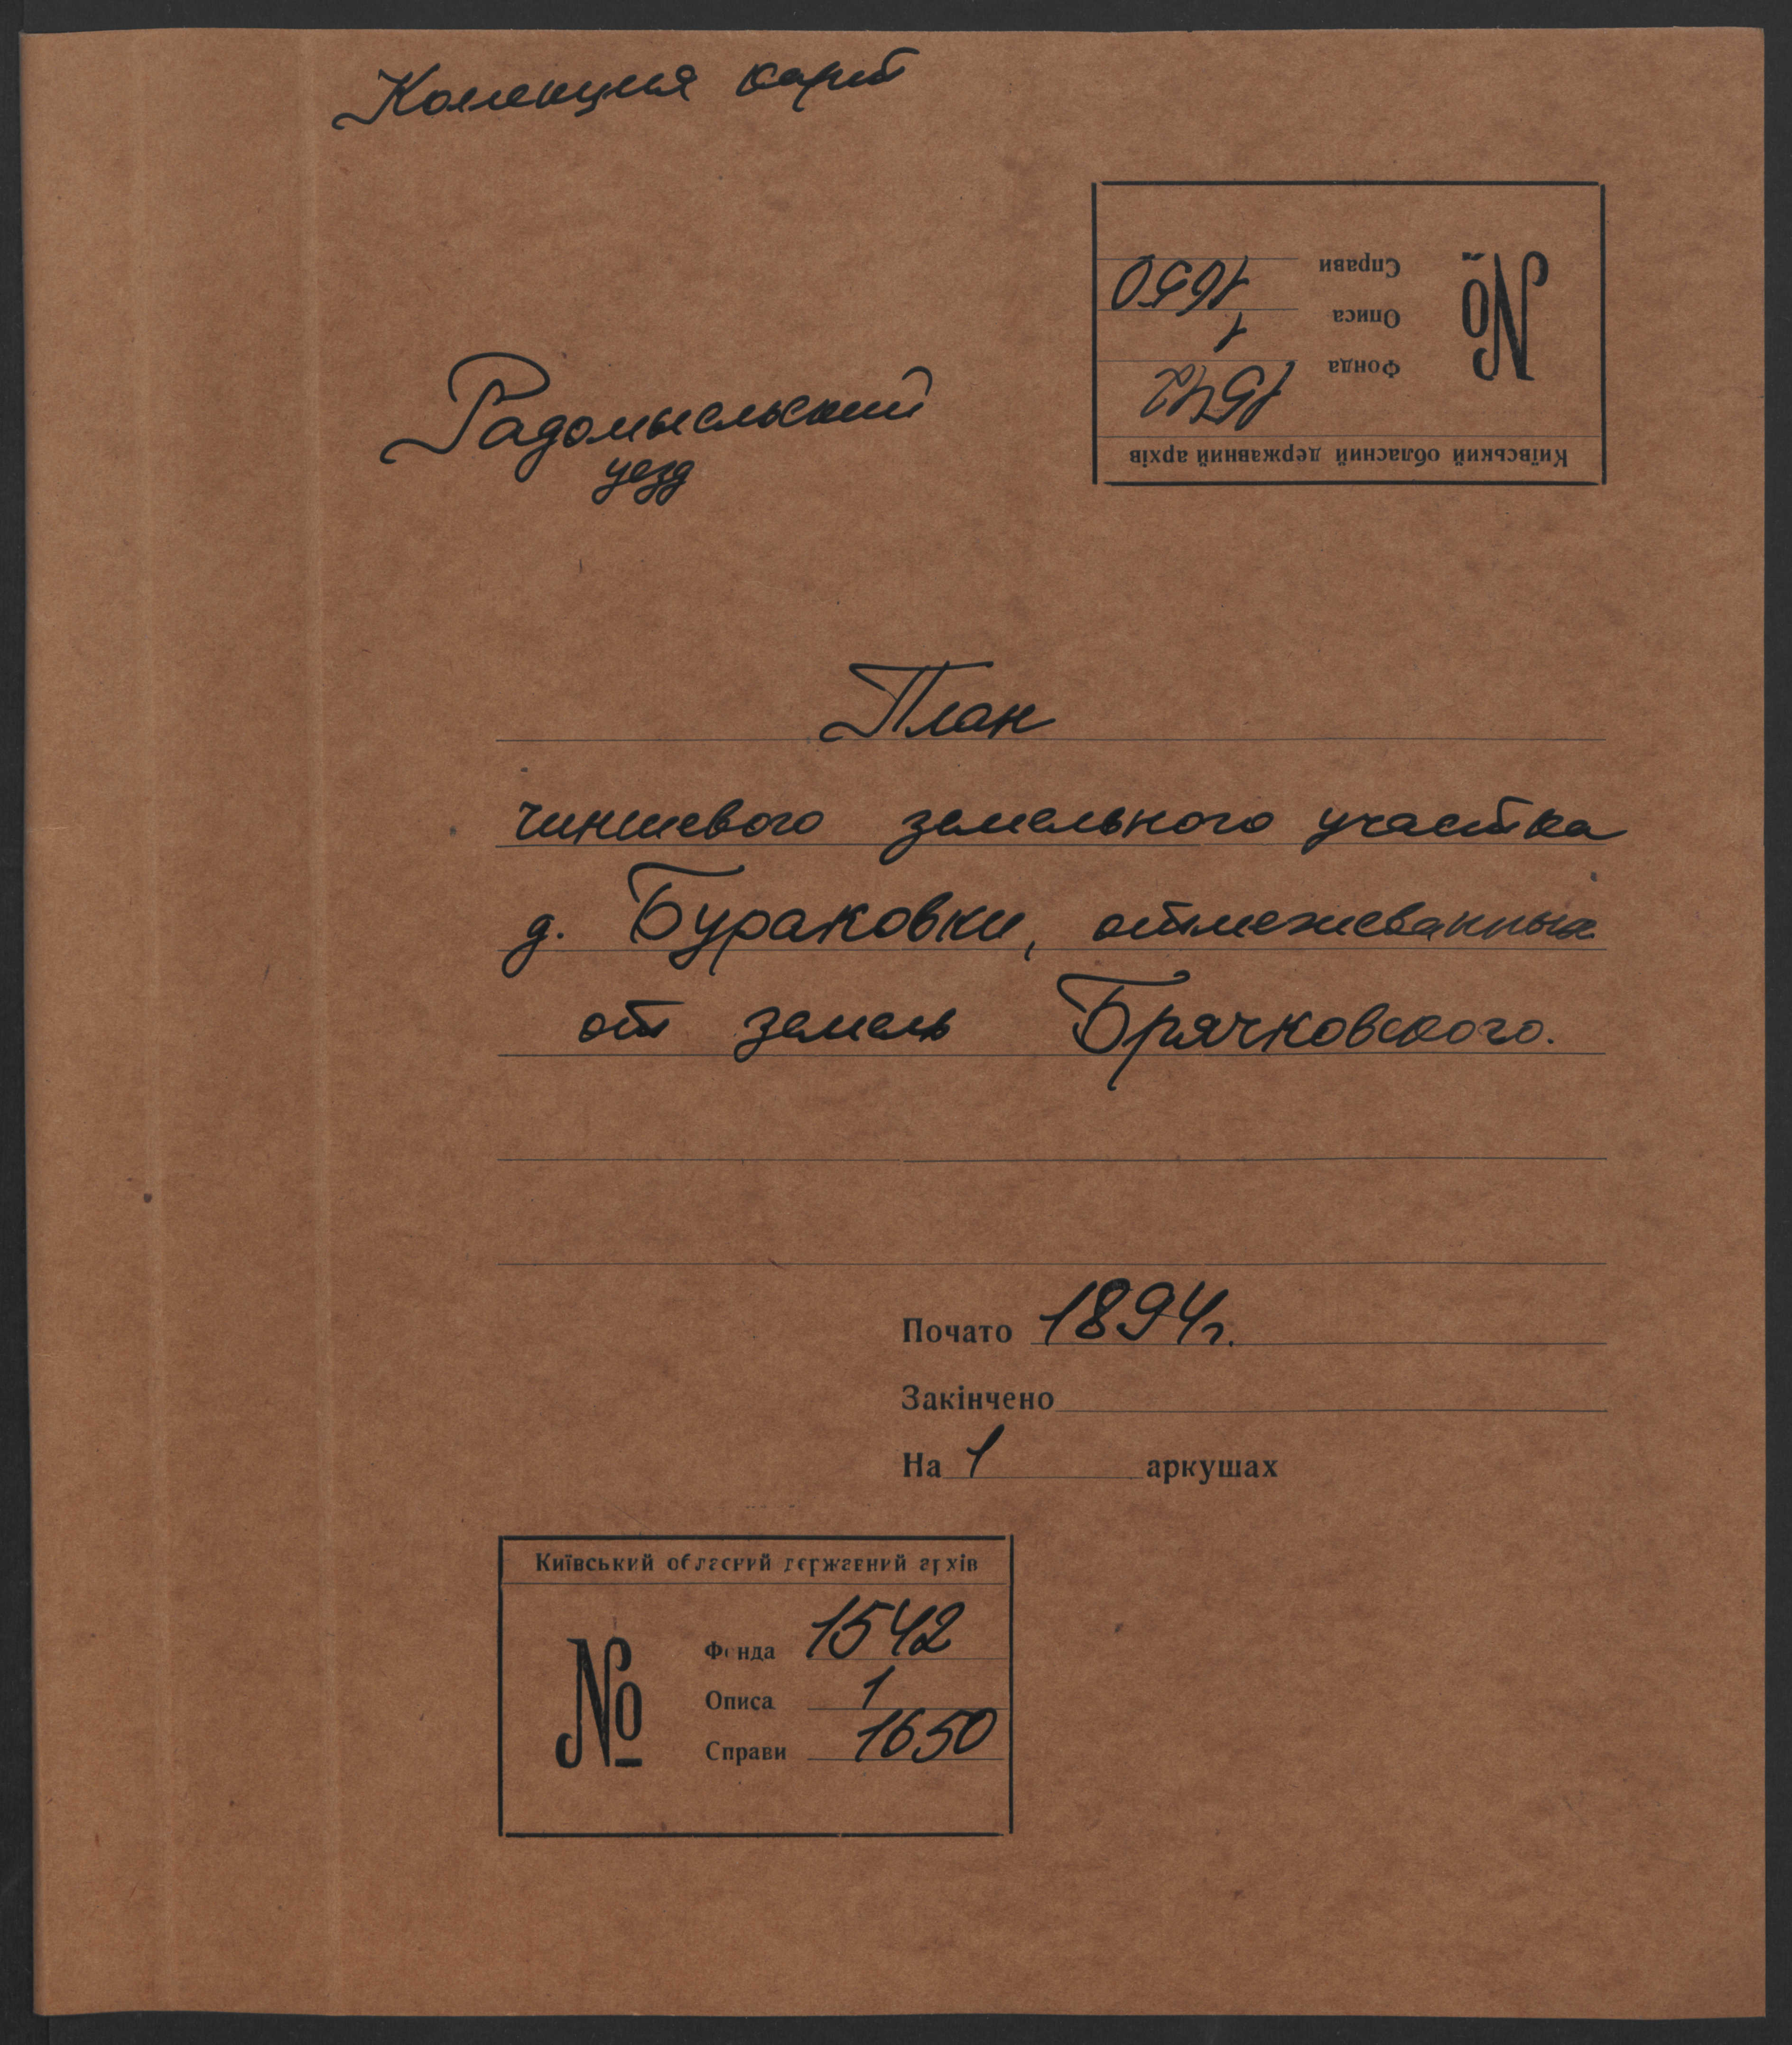 Коллекция карт
Справи 1650
Описа 1
Фонда 1542
№
Київський обласний державний архів
Радомысльский
уезд
План
чиншевого земельного участка
д. Бураковки, отмежеванных
от земель Брячковского.
Почато 1894г.
Закінчено
На 1 аркушах
Київський обласний державний архів
№
Фонда 1542
Описа 1
Справи 1650